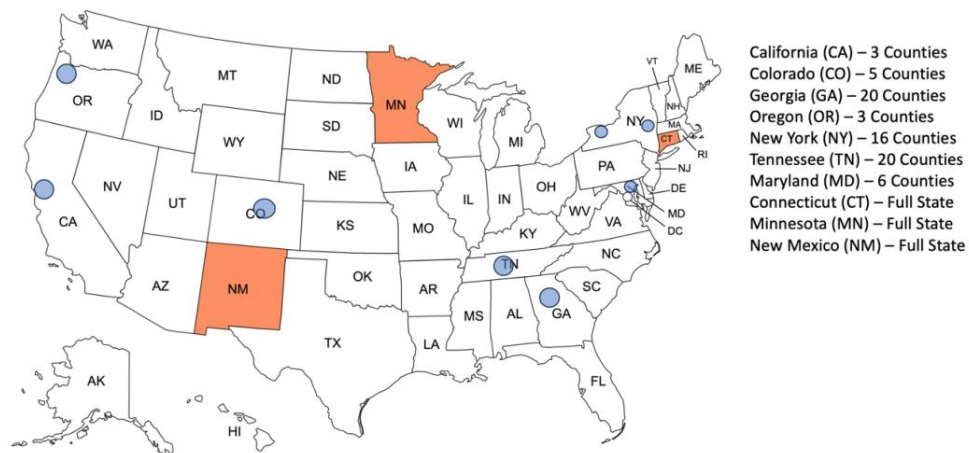 WA
MT
ND
MN
VT
ME
OR
ID
SD
WI
MI
NH
NY
MA
CT
RI
WY
IA
PA
NJ
NV
UT
CO
NE
IL
IN
OH
DE
MD
DC
CA
KS
MO
WV
VA
KY
AZ
NM
OK
AR
TN
NC
SC
TX
LA
MS
AL
GA
FL
AK
HI
California (CA) – 3 Counties
Colorado (CO) – 5 Counties
Georgia (GA) – 20 Counties
Oregon (OR) – 3 Counties
New York (NY) – 16 Counties
Tennessee (TN) – 20 Counties
Maryland (MD) – 6 Counties
Connecticut (CT) – Full State
Minnesota (MN) – Full State
New Mexico (NM) – Full State